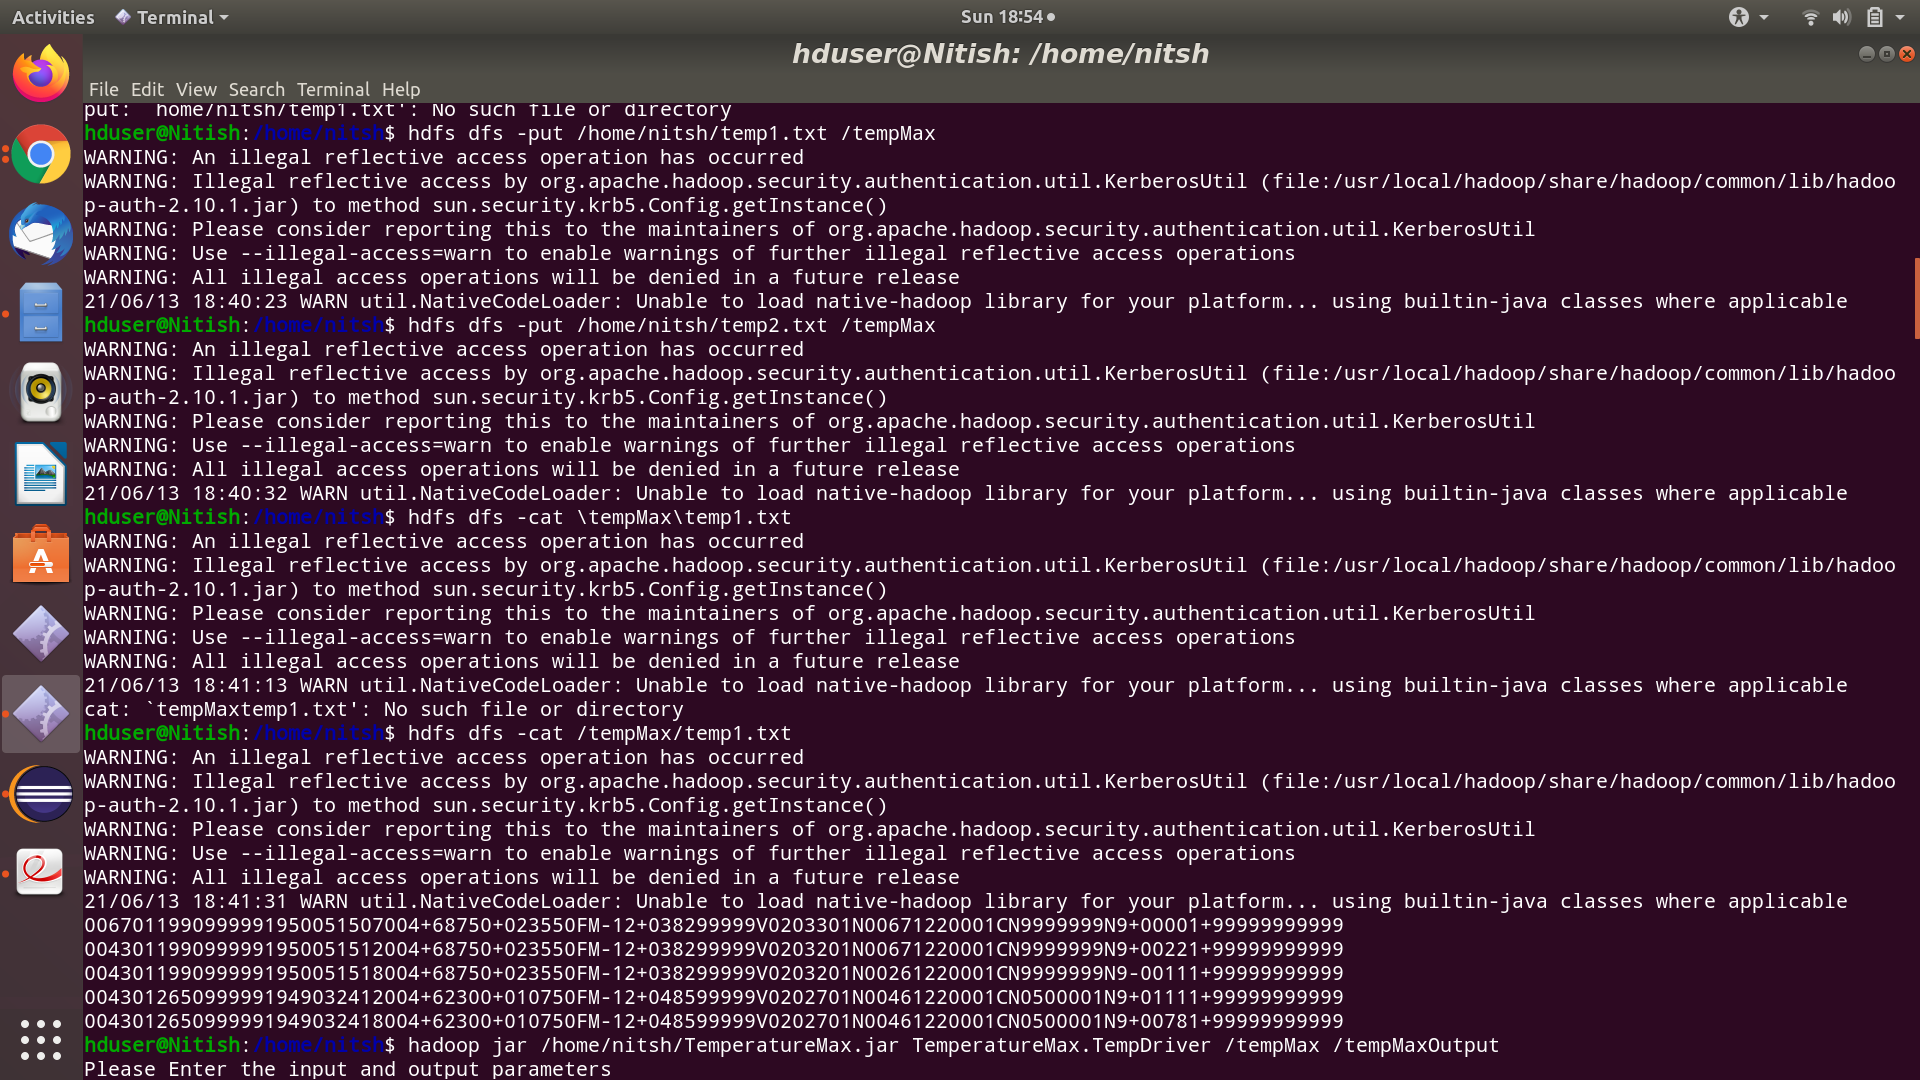 Activities Terminal Sun 18:54
hduser@Nitish: /home/nitsh
File Edit View Search Terminal Help
put: `home/nitsh/temp1.txt': No such file or directory
hduser@Nitish:/home/nitsh$ hdfs dfs -put /home/nitsh/temp1.txt /tempMax
WARNING: An illegal reflective access operation has occurred
WARNING: Illegal reflective access by org.apache.hadoop.security.authentication.util.KerberosUtil (file:/usr/local/hadoop/share/hadoop/common/lib/hadoo
p-auth-2.10.1.jar) to method sun.security.krb5.Config.getInstance()
WARNING: Please consider reporting this to the maintainers of org.apache.hadoop.security.authentication.util.KerberosUtil
WARNING: Use --illegal-access=warn to enable warnings of further illegal reflective access operations
WARNING: All illegal access operations will be denied in a future release
21/06/13 18:40:23 WARN util.NativeCodeLoader: Unable to load native-hadoop library for your platform... using builtin-java classes where applicable
hduser@Nitish:/home/nitsh$ hdfs dfs -put /home/nitsh/temp2.txt /tempMax
WARNING: An illegal reflective access operation has occurred
WARNING: Illegal reflective access by org.apache.hadoop.security.authentication.util.KerberosUtil (file:/usr/local/hadoop/share/hadoop/common/lib/hadoo
p-auth-2.10.1.jar) to method sun.security.krb5.Config.getInstance()
WARNING: Please consider reporting this to the maintainers of org.apache.hadoop.security.authentication.util.KerberosUtil
WARNING: Use --illegal-access=warn to enable warnings of further illegal reflective access operations
WARNING: All illegal access operations will be denied in a future release
21/06/13 18:40:32 WARN util.NativeCodeLoader: Unable to load native-hadoop library for your platform... using builtin-java classes where applicable
hduser@Nitish:/home/nitsh$ hdfs dfs -cat \tempMax\temp1.txt
WARNING: An illegal reflective access operation has occurred
WARNING: Illegal reflective access by org.apache.hadoop.security.authentication.util.KerberosUtil (file:/usr/local/hadoop/share/hadoop/common/lib/hadoo
p-auth-2.10.1.jar) to method sun.security.krb5.Config.getInstance()
WARNING: Please consider reporting this to the maintainers of org.apache.hadoop.security.authentication.util.KerberosUtil
WARNING: Use --illegal-access=warn to enable warnings of further illegal reflective access operations
WARNING: All illegal access operations will be denied in a future release
21/06/13 18:41:13 WARN util.NativeCodeLoader: Unable to load native-hadoop library for your platform... using builtin-java classes where applicable
cat: `tempMaxtemp1.txt': No such file or directory
hduser@Nitish:/home/nitsh$ hdfs dfs -cat /tempMax/temp1.txt
WARNING: An illegal reflective access operation has occurred
WARNING: Illegal reflective access by org.apache.hadoop.security.authentication.util.KerberosUtil (file:/usr/local/hadoop/share/hadoop/common/lib/hadoo
p-auth-2.10.1.jar) to method sun.security.krb5.Config.getInstance()
WARNING: Please consider reporting this to the maintainers of org.apache.hadoop.security.authentication.util.KerberosUtil
WARNING: Use --illegal-access=warn to enable warnings of further illegal reflective access operations
WARNING: All illegal access operations will be denied in a future release
21/06/13 18:41:31 WARN util.NativeCodeLoader: Unable to load native-hadoop library for your platform... using builtin-java classes where applicable
0067011990999991950051507004+68750+023550FM-12+038299999V0203301N00671220001CN9999999N9+00001+99999999999
0043011990999991950051512004+68750+023550FM-12+038299999V0203201N00671220001CN9999999N9+00221+99999999999
0043011990999991950051518004+68750+023550FM-12+038299999V0203201N00261220001CN9999999N9-00111+99999999999
0043012650999991949032412004+62300+010750FM-12+048599999V0202701N00461220001CN0500001N9+01111+99999999999
0043012650999991949032418004+62300+010750FM-12+048599999V0202701N00461220001CN0500001N9+00781+99999999999
hduser@Nitish:/home/nitsh$ hadoop jar /home/nitsh/TemperatureMax.jar TemperatureMax.TempDriver /tempMax /tempMaxOutput
Please Enter the input and output parameters